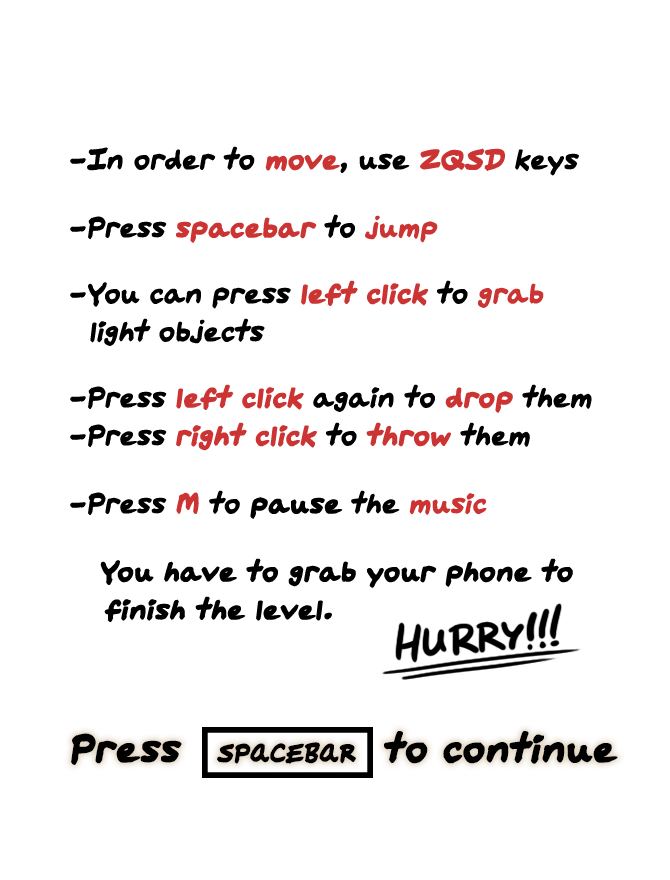 -In order to move, use ZQSD keys
-Press spacebar to jump
-You can press left click to grab
light objects
-Press left click again to drop them
-Press right click to throw them
-Press M to pause the music
You have to grab your phone to
finish the level.
HURRY!!!
Press SPACEBAR to continue